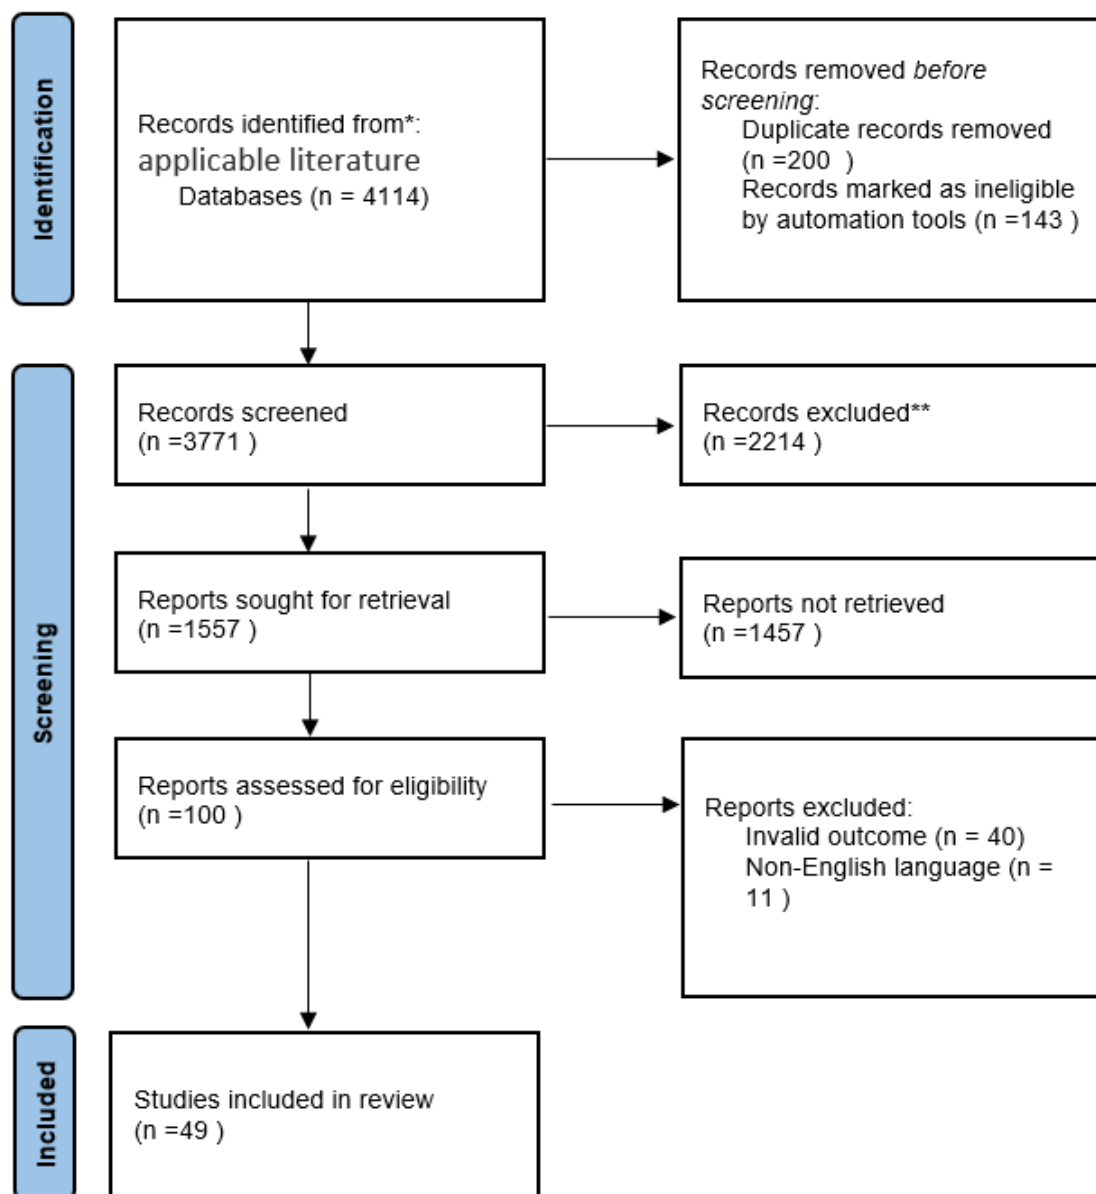 Identification
Records identified from*:
applicable literature
Databases (n = 4114)
Records removed before
screening:
Duplicate records removed
(n =200  )
Records marked as ineligible
by automation tools (n =143 )
Screening
Records screened
(n =3771 )
Records excluded**
(n =2214 )
Reports sought for retrieval
(n =1557 )
Reports not retrieved
(n =1457 )
Reports assessed for eligibility
(n =100 )
Reports excluded:
Invalid outcome (n = 40)
Non-English language (n =
11 )
Included
Studies included in review
(n =49 )